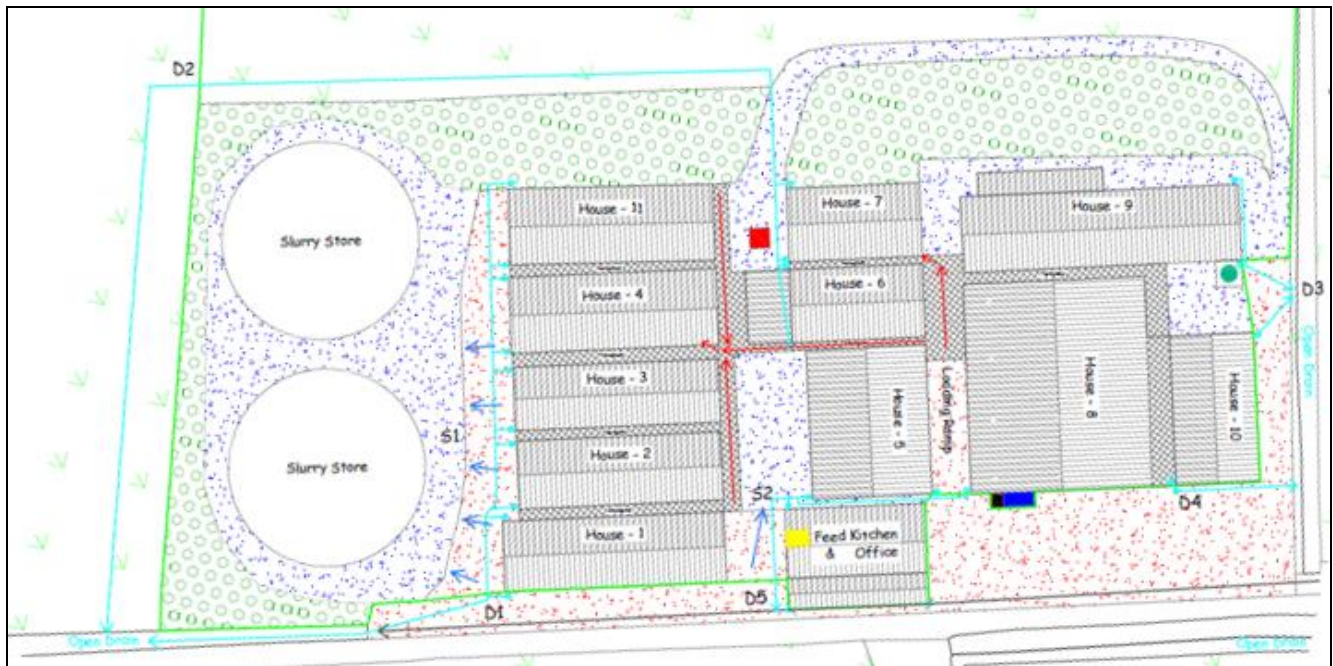 D2
House - 11
House - 7
House - 9
Slurry Store
House - 4
House - 6
D3
Open Drain
House - 3
House - 5
Loading Ramp
House - 8
House - 10
S1
House - 2
Slurry Store
S2
D4
House - 1
Feed Kitchen
& Office
D1
D5
Open Drain
Open Drain